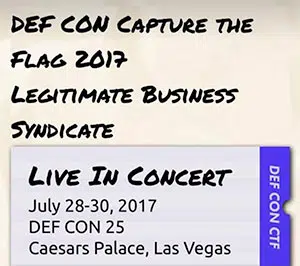 DEF CON Capture the
Flag 2017
Legitimate Business
Syndicate
Live In Concert
July 28-30, 2017
DEF CON 25
Caesars Palace, Las Vegas
DEF CON CTF